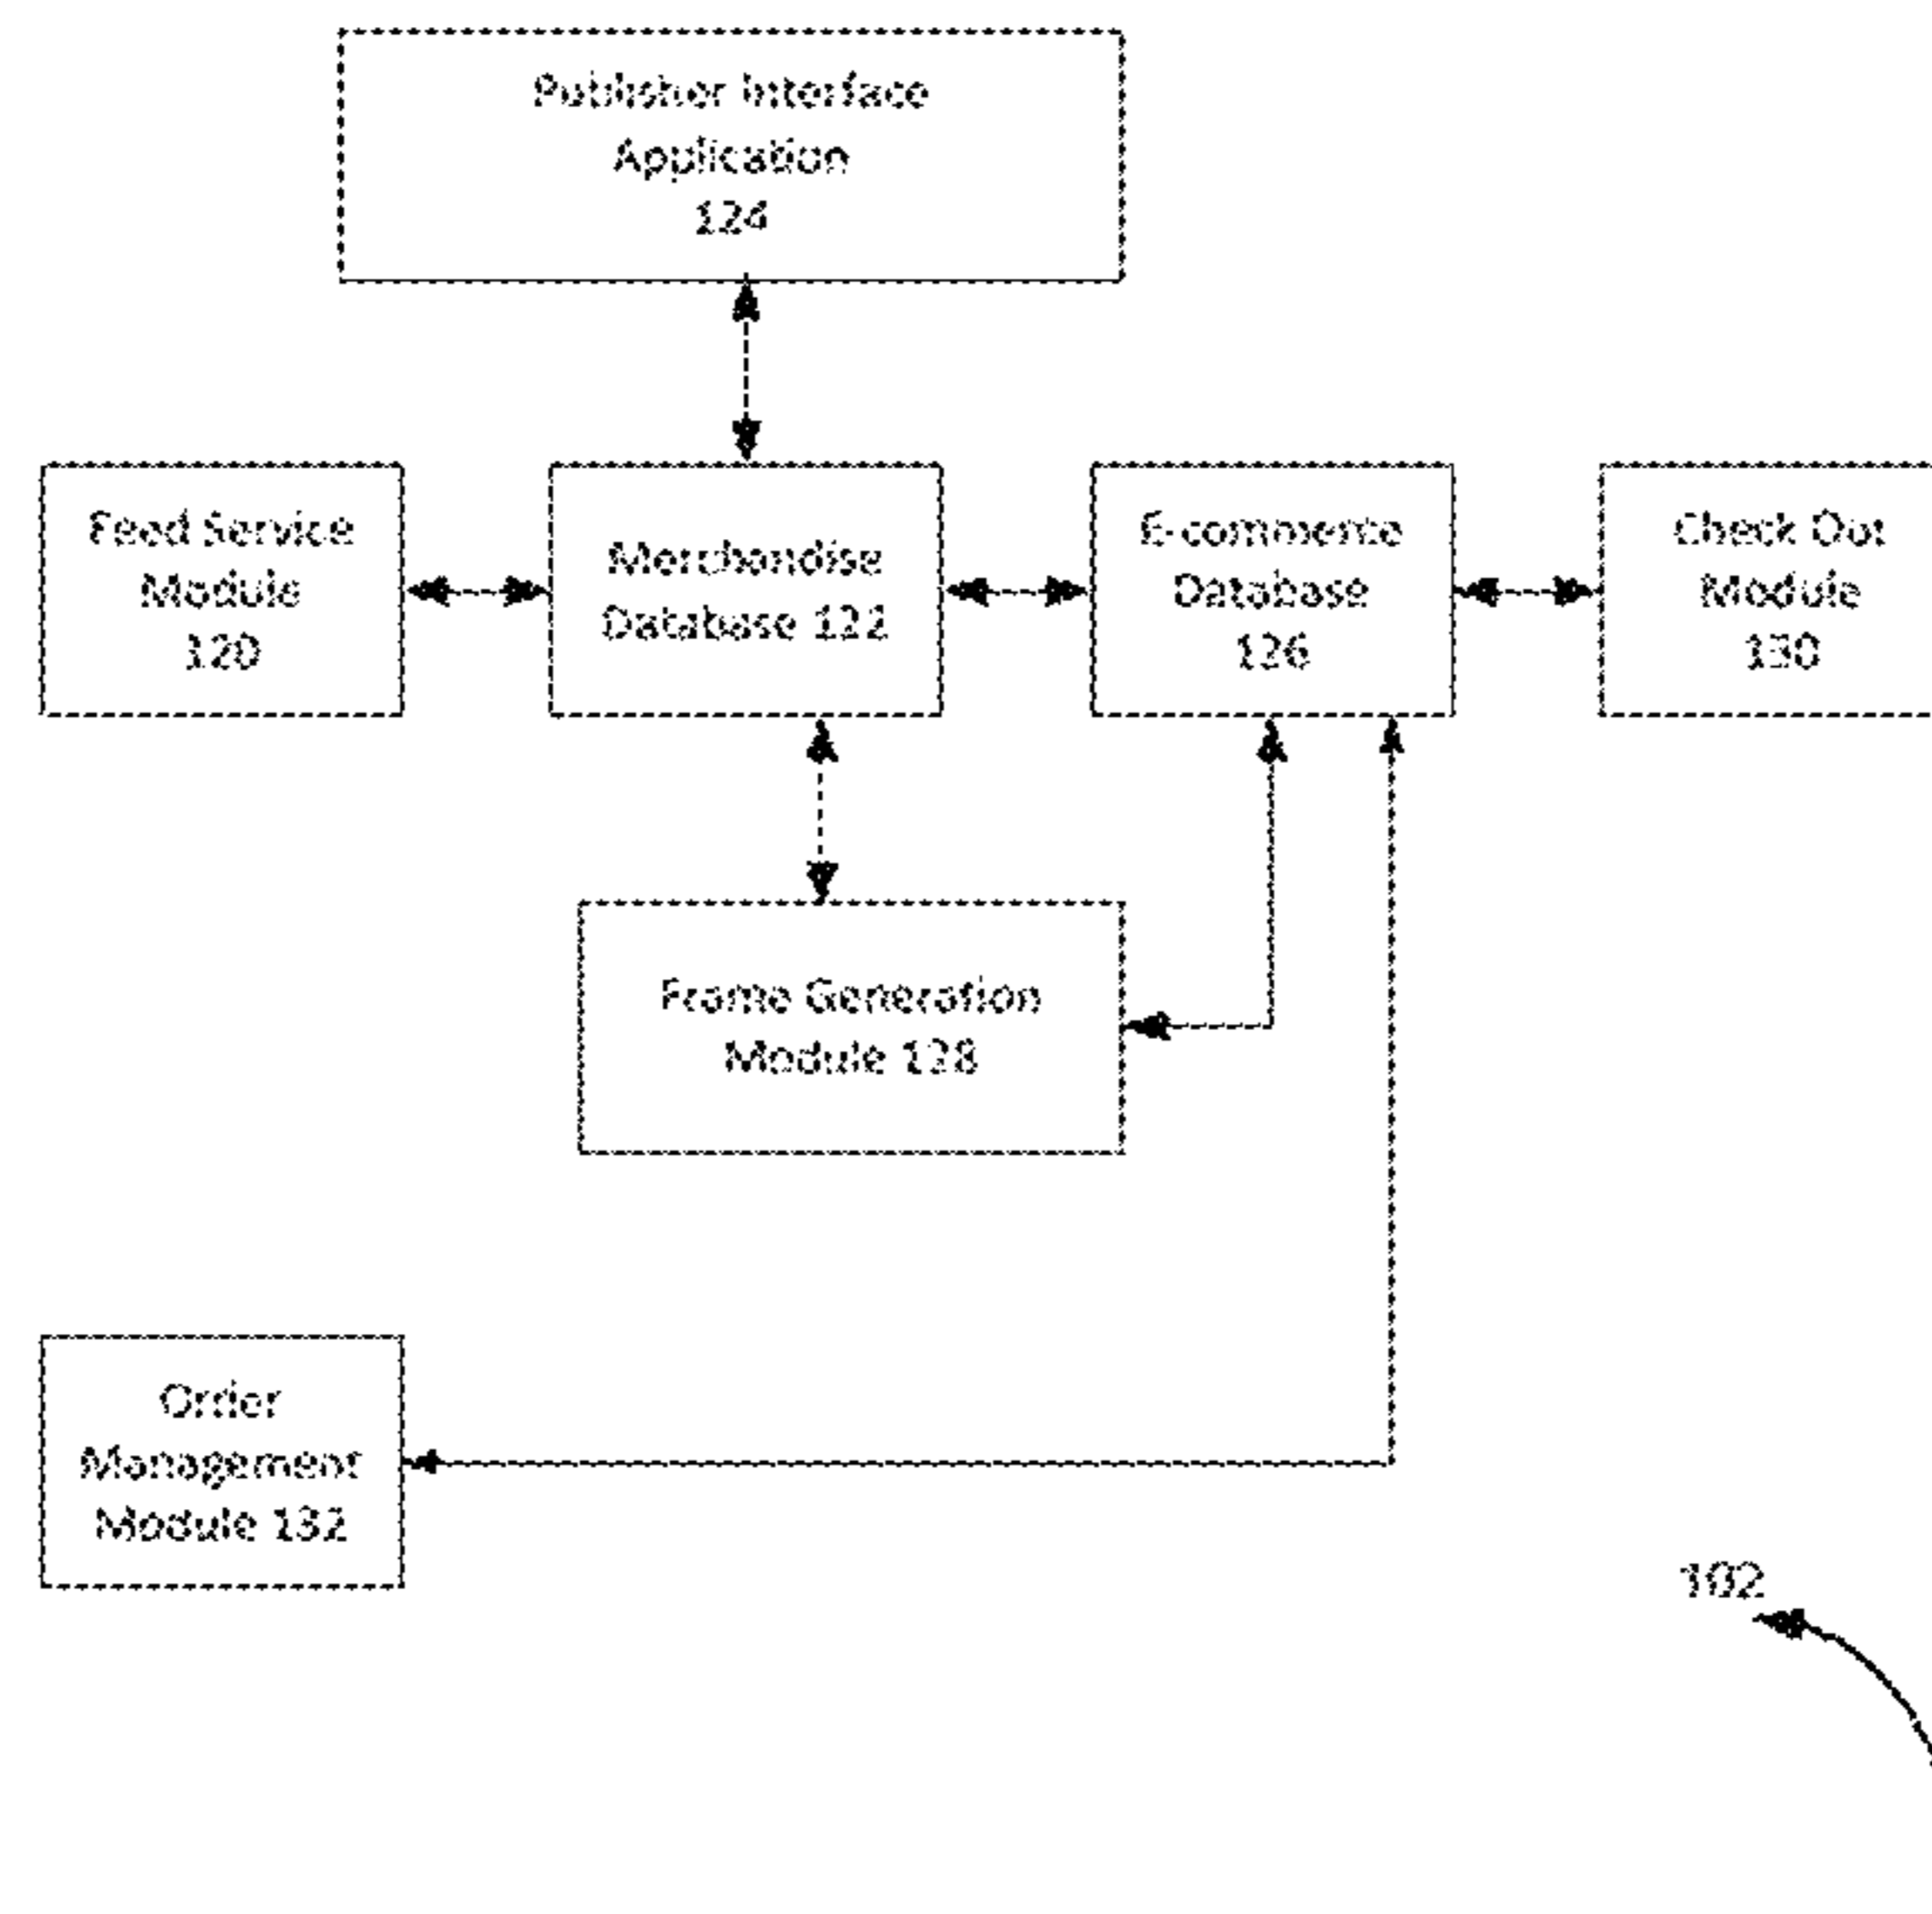 Publisher Interface
Application
124
Feed Service
Module
120
Merchandise
Database 122
E-commerce
Database
126
Check Out
Module
130
Frame Generation
Module 128
Order
Management
Module 132
102